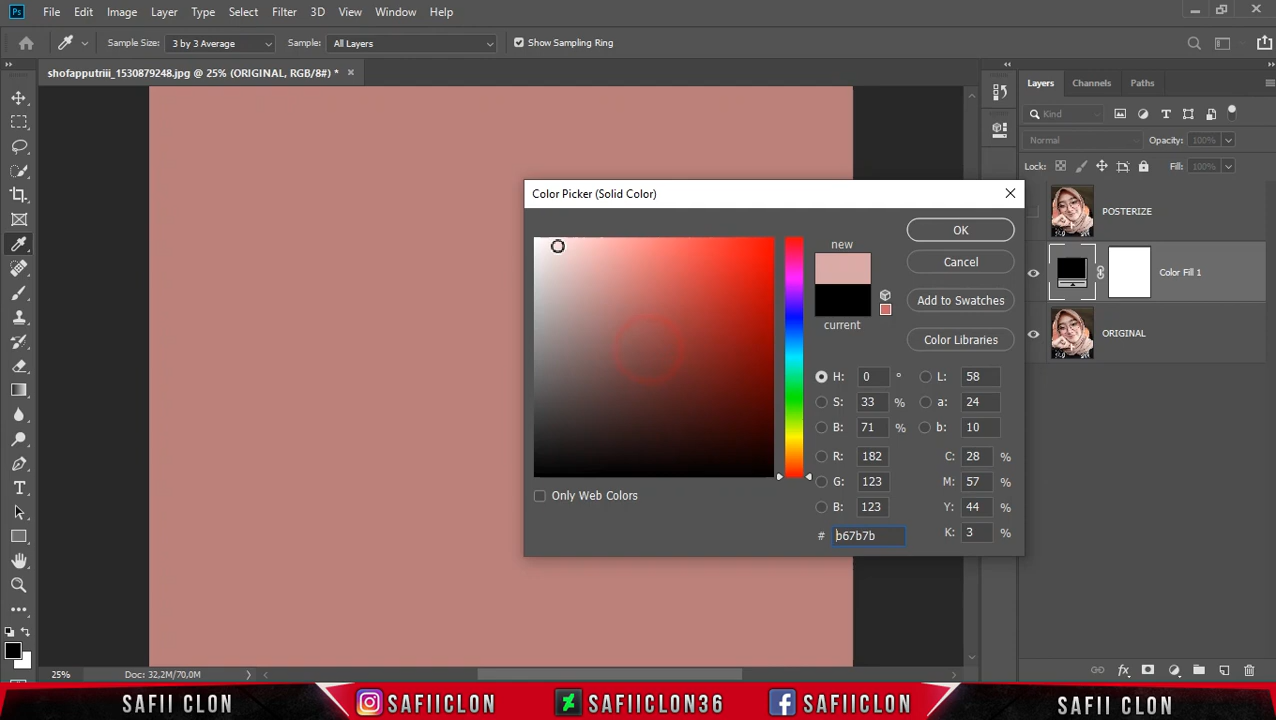 Ps File Edit Image Layer Type Select Filter 3D View Window Help
Sample Size: 3 by 3 Average Sample: All Layers Show Sampling Ring
shofapputriii_1530879248.jpg @ 25% (ORIGINAL, RGB/8#) * ×
Layers Channels Paths
Kind
Normal Opacity: 100%
Lock: Fill: 100%
POSTERIZE
Color Fill 1
ORIGINAL
Color Picker (Solid Color)
new
current
OK
Cancel
Add to Swatches
Color Libraries
H: 0 ° L: 58
S: 33 % a: 24
B: 71 % b: 10
R: 182 C: 28 %
G: 123 M: 57 %
B: 123 Y: 44 %
# b67b7b K: 3 %
Only Web Colors
25% Doc: 32,2M/70,0M
SAFII CLON SAFIICLON SAFIICLON36 SAFIICLON SAFII CLON